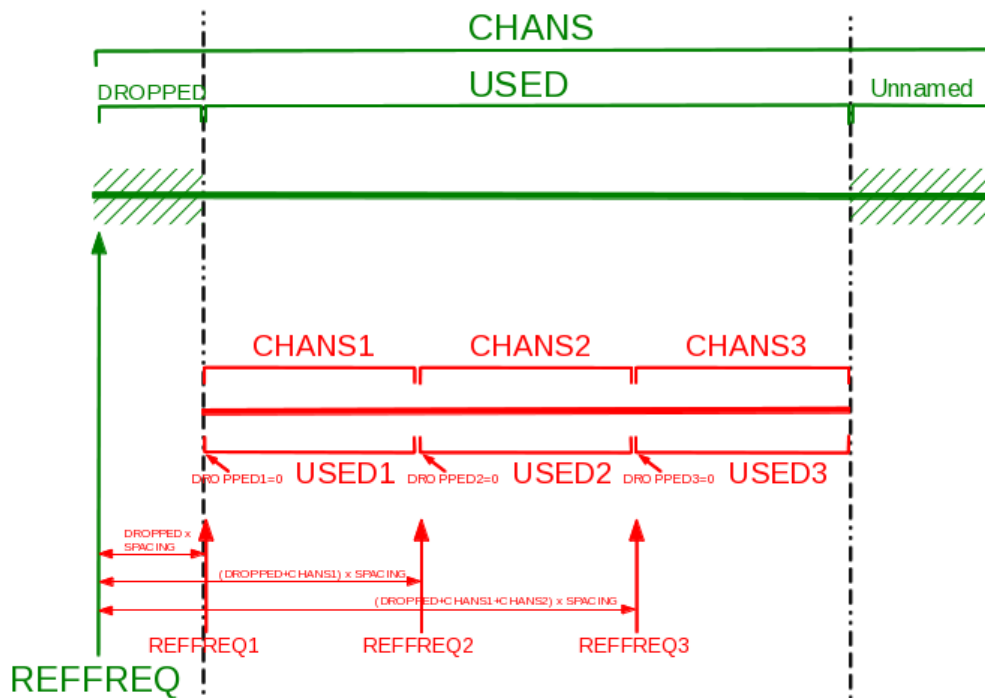 CHANS
DROPPED
USED
Unnamed
CHANS1
CHANS2
CHANS3
USED1
USED2
USED3
DROPPED1=0
DROPPED2=0
DROPPED3=0
DROPPED x
SPACING
(DROPPED+CHANS1) x SPACING
(DROPPED+CHANS1+CHANS2) x SPACING
REFFREQ1
REFFREQ2
REFFREQ3
REFFREQ